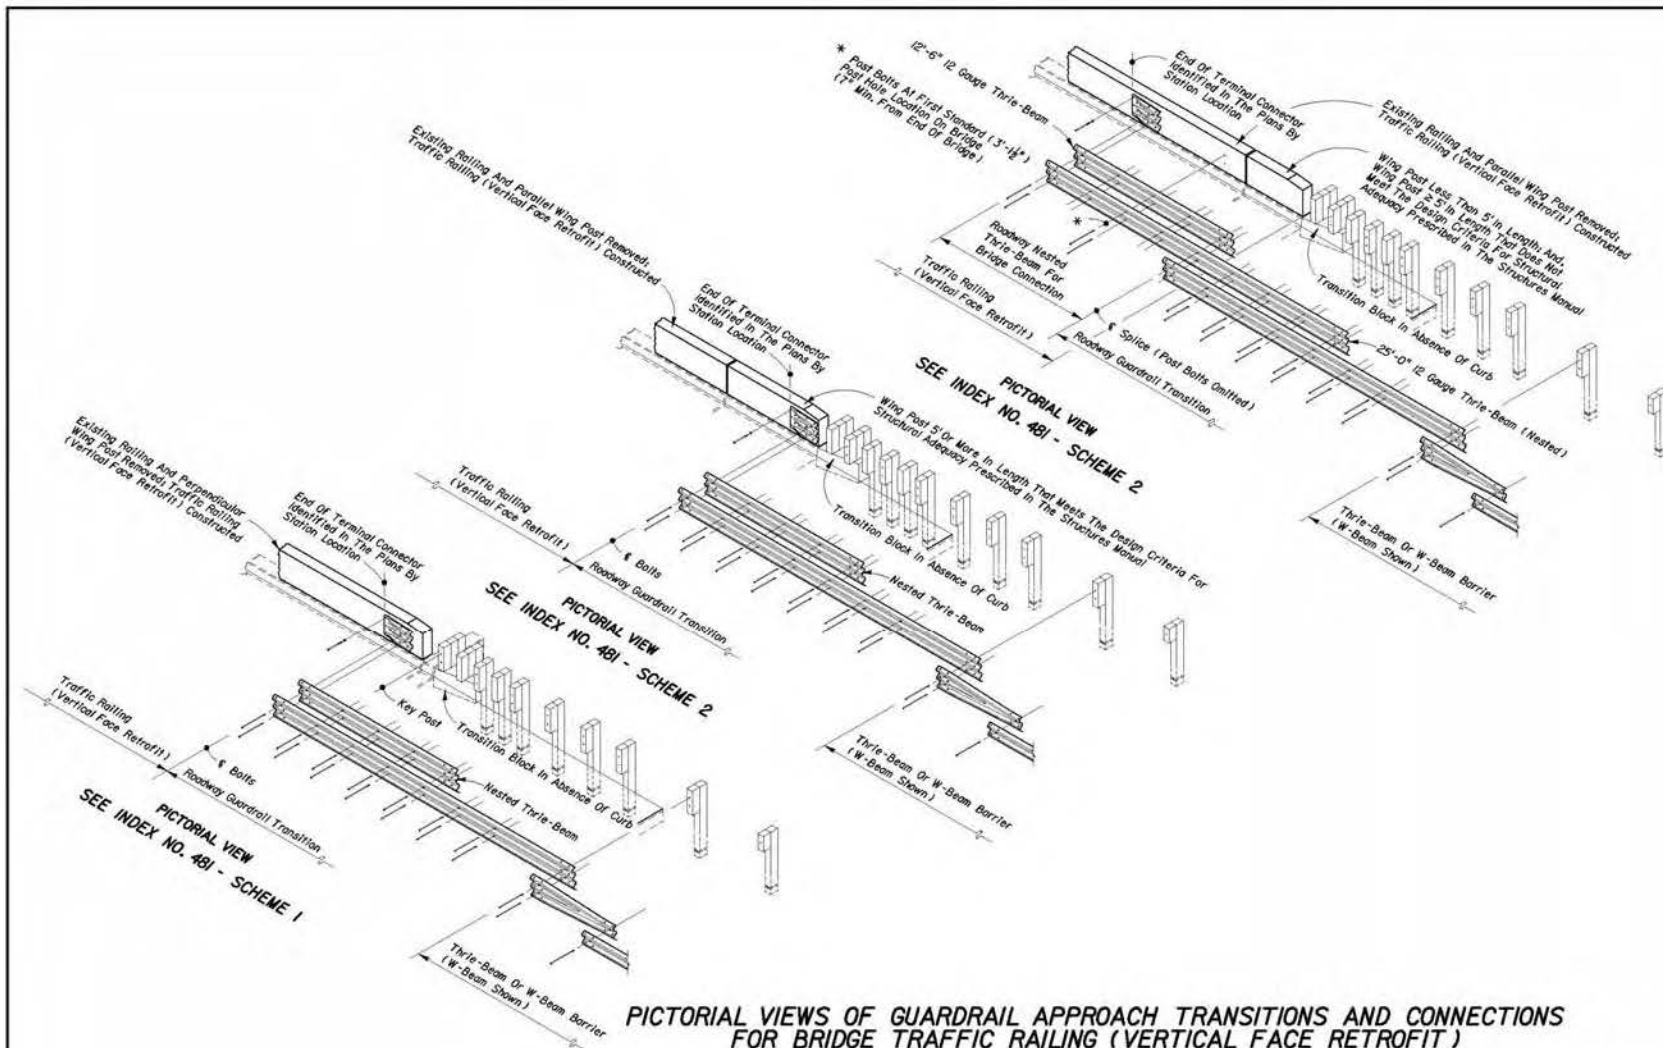 12'-6" 12 Gauge Thrie-Beam
* Post Bolts At First Standard (3'-1½")
Post Hole Location On Bridge
(7" Min. From End Of Bridge)
End Of Terminal Connector
Identified In The Plans By
Station Location
Existing Railing And Parallel Wing Post Removed;
Traffic Railing (Vertical Face Retrofit) Constructed
Wing Post Less Than 5' In Length; And,
Wing Post ≥ 5' In Length That Does Not
Meet The Design Criteria For Structural
Adequacy Prescribed In The Structures Manual
*
Roadway Nested
Thrie-Beam For
Bridge Connection
Traffic Railing
(Vertical Face Retrofit)
Transition Block In Absence Of Curb
25'-0" 12 Gauge Thrie-Beam (Nested)
℄ Splice (Post Bolts Omitted)
Roadway Guardrail Transition
PICTORIAL VIEW
SEE INDEX NO. 481 - SCHEME 2
Thrie-Beam Or W-Beam Barrier
(W-Beam Shown)
Existing Railing And Parallel Wing Post Removed;
Traffic Railing (Vertical Face Retrofit) Constructed
End Of Terminal Connector
Identified In The Plans By
Station Location
Wing Post 5' Or More In Length That Meets The Design Criteria For
Structural Adequacy Prescribed In The Structures Manual
Traffic Railing
(Vertical Face Retrofit)
Transition Block In Absence Of Curb
℄ Bolts
Nested Thrie-Beam
Roadway Guardrail Transition
PICTORIAL VIEW
SEE INDEX NO. 481 - SCHEME 2
Thrie-Beam Or W-Beam Barrier
(W-Beam Shown)
Existing Railing And Perpendicular
Wing Post Removed; Traffic Railing
(Vertical Face Retrofit) Constructed
End Of Terminal Connector
Identified In The Plans By
Station Location
Traffic Railing
(Vertical Face Retrofit)
Key Post
Transition Block In Absence Of Curb
℄ Bolts
Nested Thrie-Beam
Roadway Guardrail Transition
PICTORIAL VIEW
SEE INDEX NO. 481 - SCHEME 1
Thrie-Beam Or W-Beam Barrier
(W-Beam Shown)
PICTORIAL VIEWS OF GUARDRAIL APPROACH TRANSITIONS AND CONNECTIONS
FOR BRIDGE TRAFFIC RAILING (VERTICAL FACE RETROFIT)